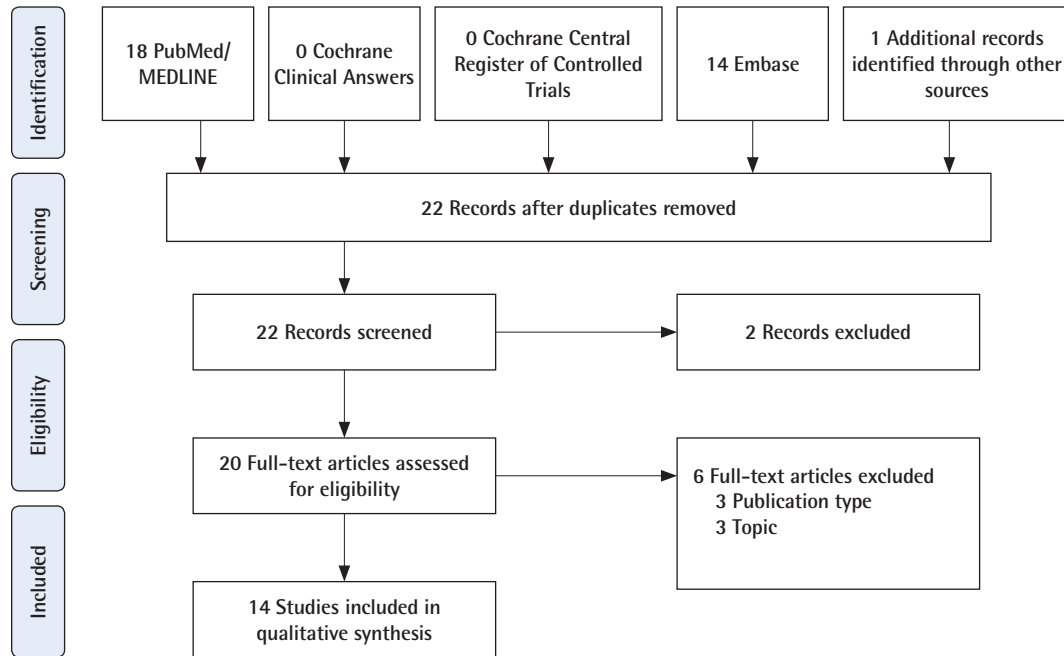 Identification
18 PubMed/
MEDLINE
0 Cochrane
Clinical Answers
0 Cochrane Central
Register of Controlled
Trials
14 Embase
1 Additional records
identified through other
sources
Screening
22 Records after duplicates removed
22 Records screened
2 Records excluded
Eligibility
20 Full-text articles assessed
for eligibility
6 Full-text articles excluded
3 Publication type
3 Topic
Included
14 Studies included in
qualitative synthesis